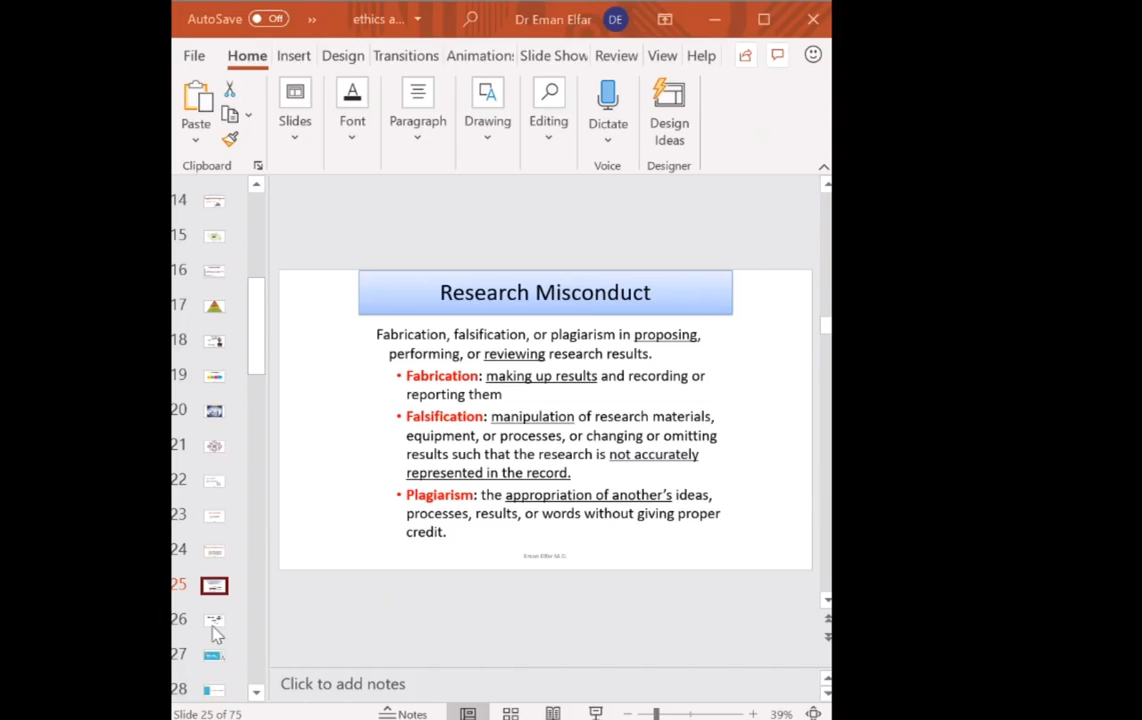 AutoSave Off » ethics a... Dr Eman Elfar DE
File Home Insert Design Transitions Animation: Slide Show Review View Help
Paste Slides Font Paragraph Drawing Editing Dictate Design Ideas
Clipboard Voice Designer
14
15
16
17
18
19
20
21
22
23
24
25
26
27
28
Research Misconduct
Fabrication, falsification, or plagiarism in proposing,
performing, or reviewing research results.
• Fabrication: making up results and recording or
reporting them
• Falsification: manipulation of research materials,
equipment, or processes, or changing or omitting
results such that the research is not accurately
represented in the record.
• Plagiarism: the appropriation of another's ideas,
processes, results, or words without giving proper
credit.
Eman Elfar M.D.
Click to add notes
Slide 25 of 75 Notes 39%